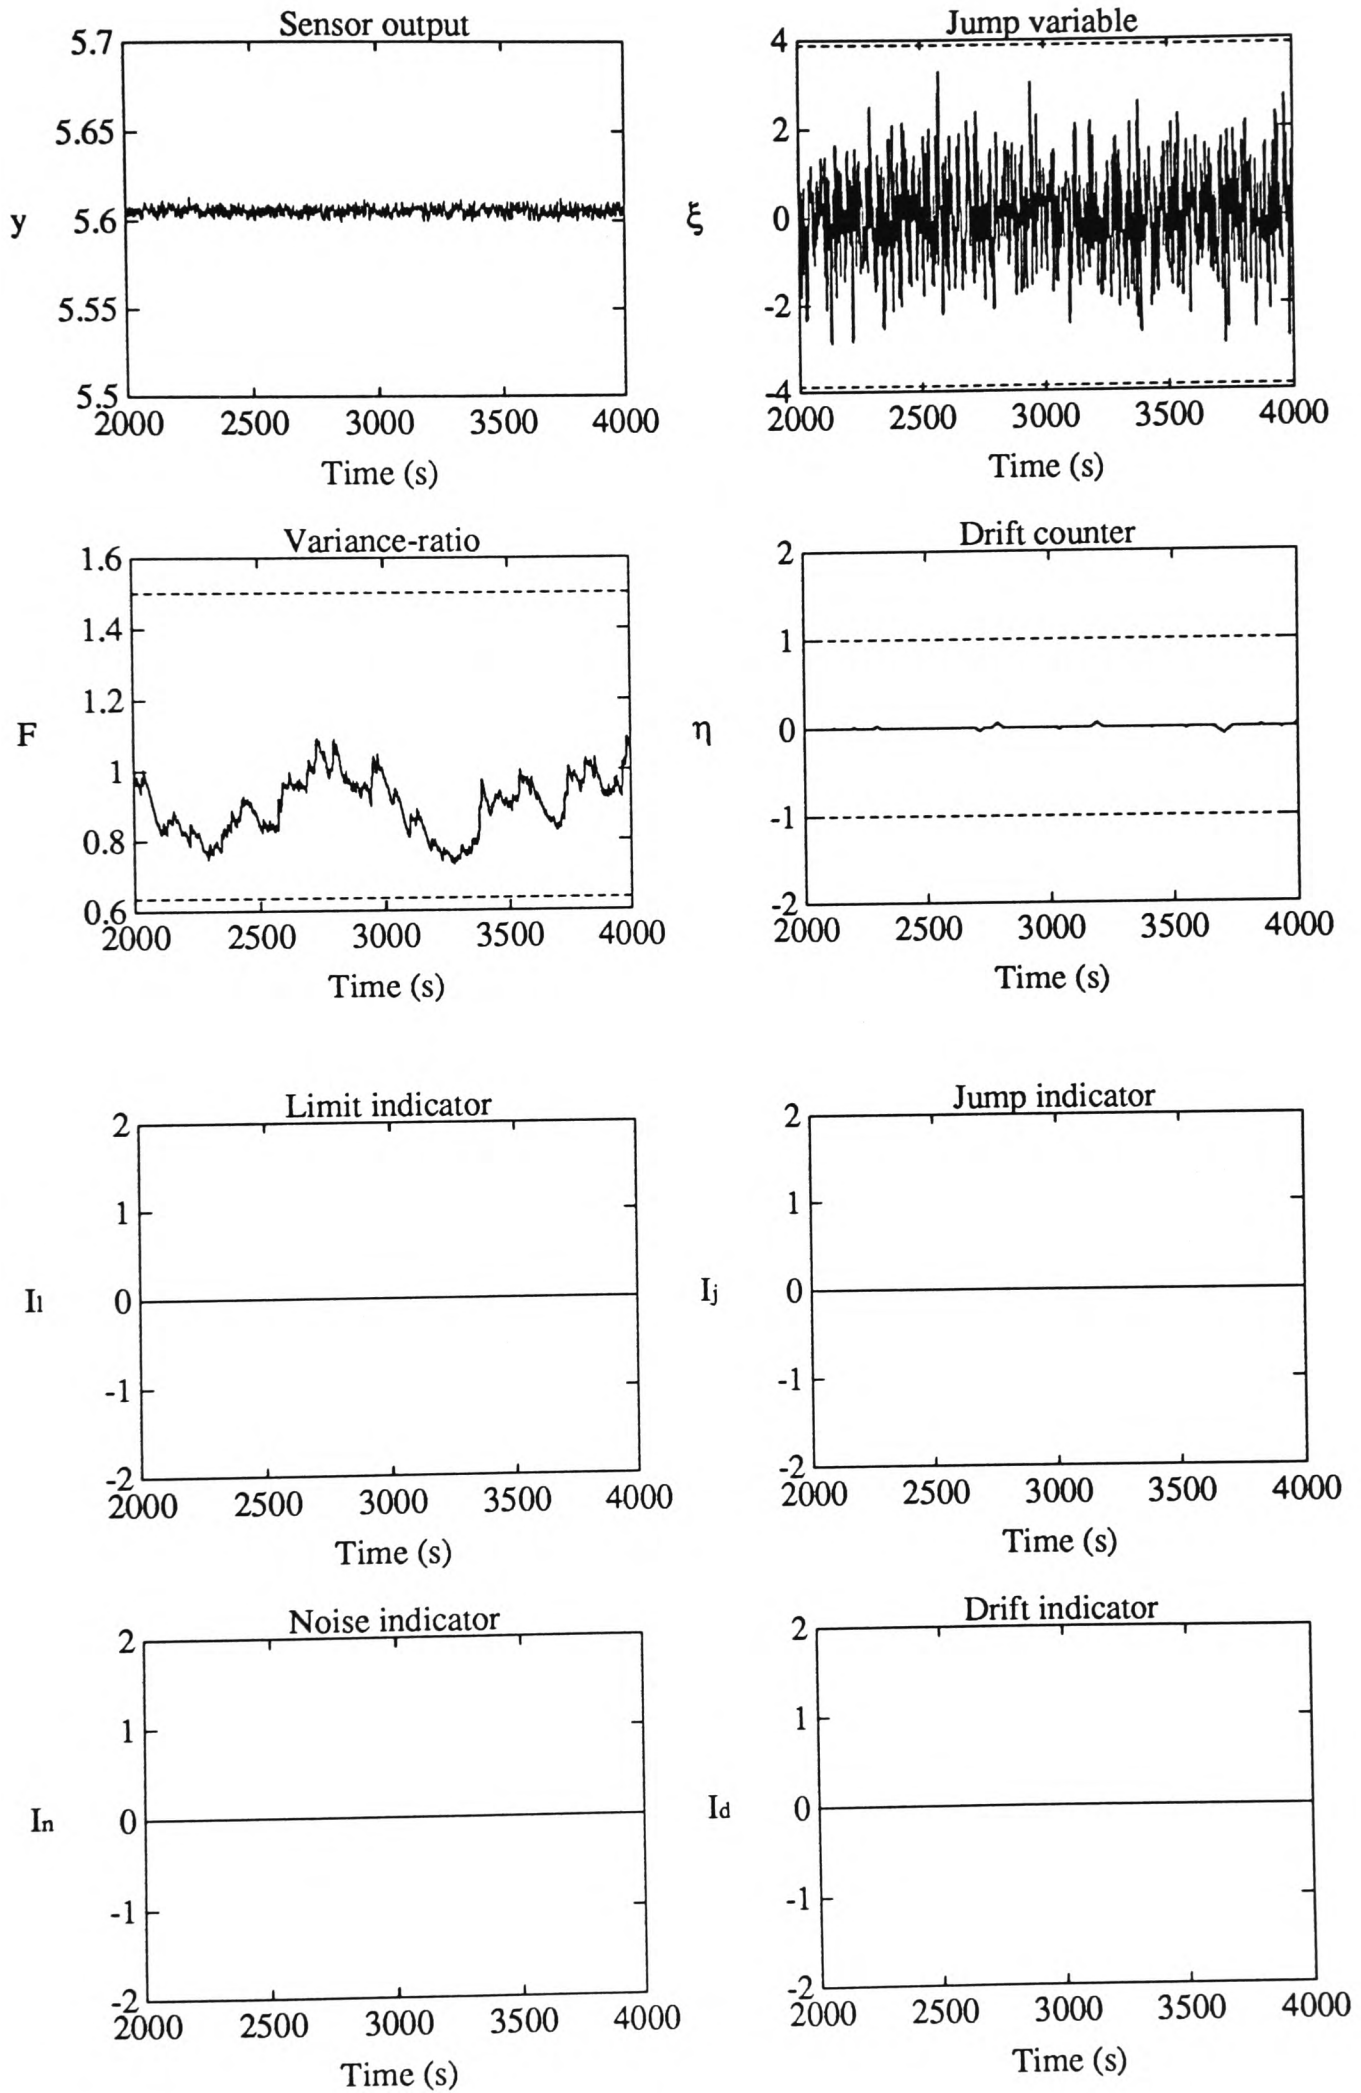 Sensor output
5.7
5.65
5.6
5.55
5.5
y
2000 2500 3000 3500 4000
Time (s)
Jump variable
4
2
0
-2
-4
ξ
2000 2500 3000 3500 4000
Time (s)
Variance-ratio
1.6
1.4
1.2
1
0.8
0.6
F
2000 2500 3000 3500 4000
Time (s)
Drift counter
2
1
0
-1
-2
η
2000 2500 3000 3500 4000
Time (s)
Limit indicator
2
1
0
-1
-2
Il
2000 2500 3000 3500 4000
Time (s)
Jump indicator
2
1
0
-1
-2
Ij
2000 2500 3000 3500 4000
Time (s)
Noise indicator
2
1
0
-1
-2
In
2000 2500 3000 3500 4000
Time (s)
Drift indicator
2
1
0
-1
-2
Id
2000 2500 3000 3500 4000
Time (s)